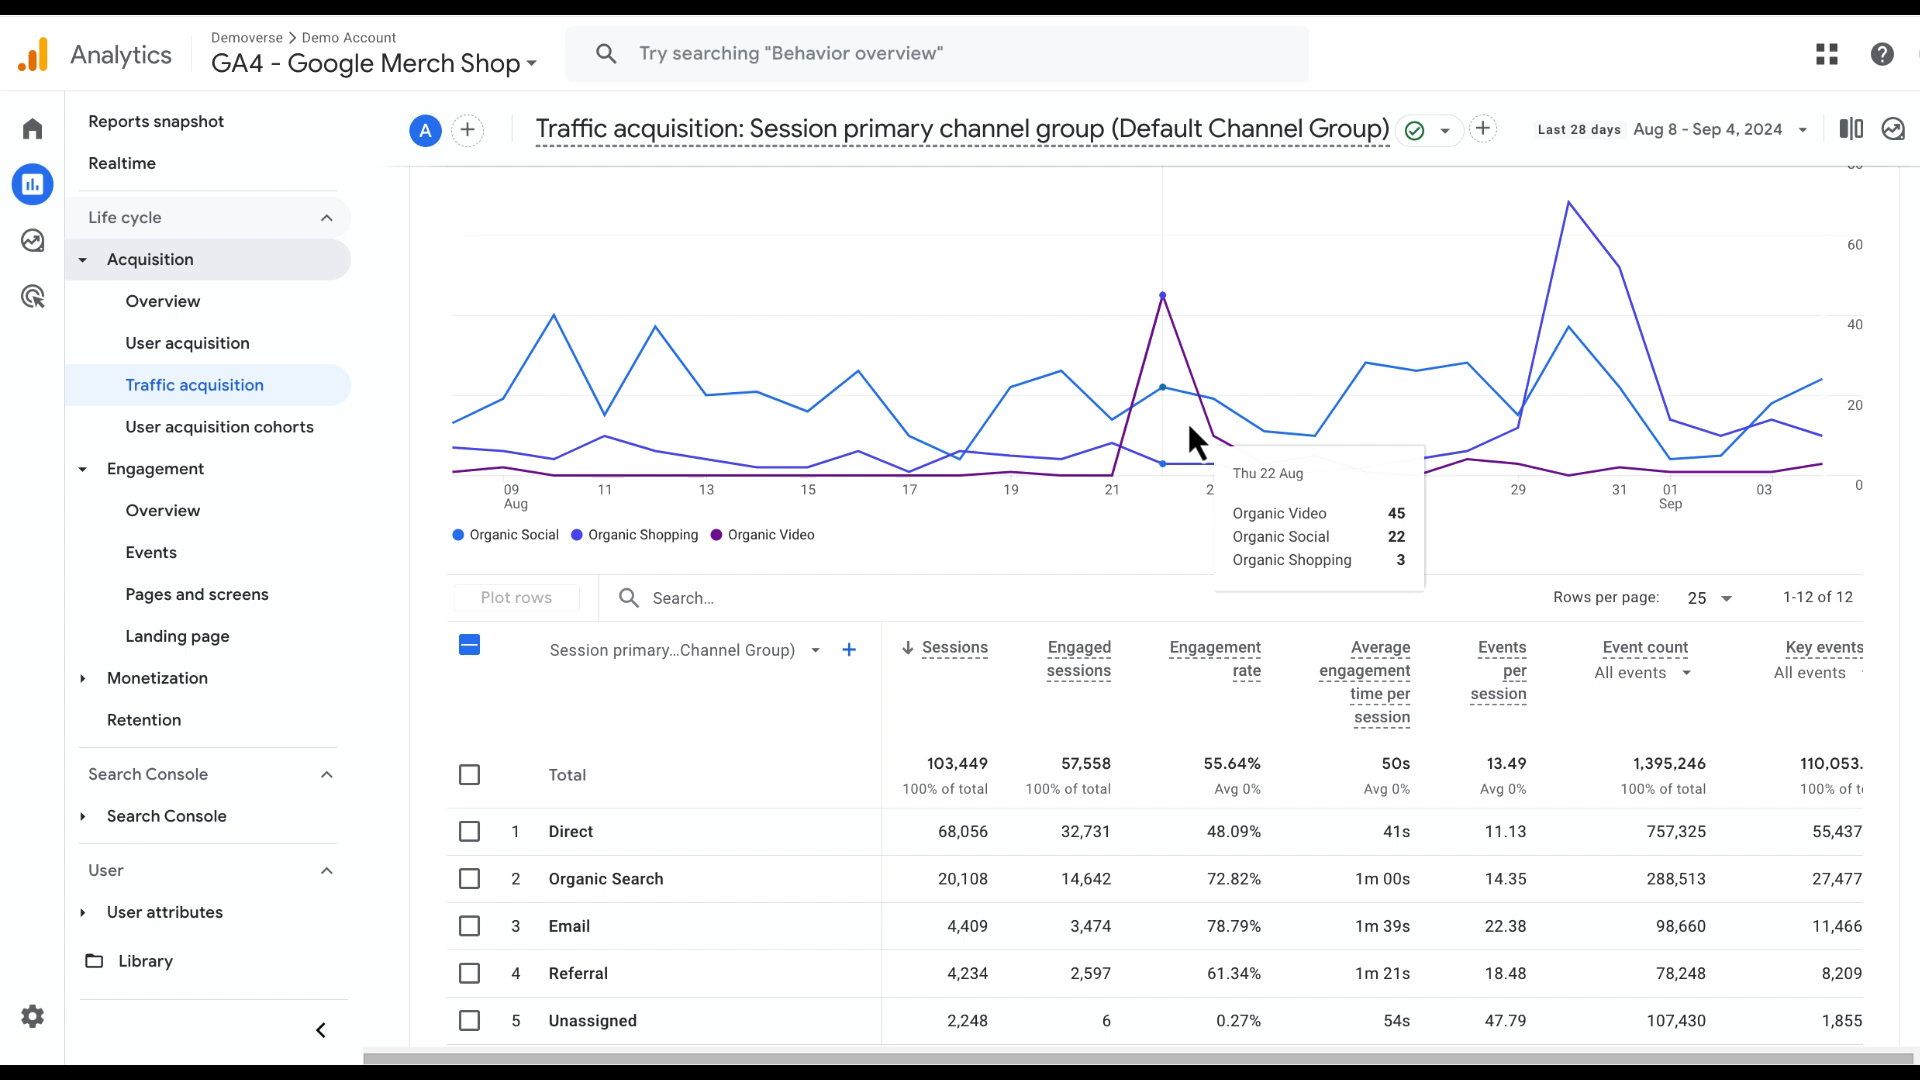 Analytics
Demoverse > Demo Account
GA4 - Google Merch Shop
Try searching "Behavior overview"
Reports snapshot
Realtime
Life cycle
Acquisition
Overview
User acquisition
Traffic acquisition
User acquisition cohorts
Engagement
Overview
Events
Pages and screens
Landing page
Monetization
Retention
Search Console
Search Console
User
User attributes
Library
A
Traffic acquisition: Session primary channel group (Default Channel Group)
Last 28 days Aug 8 - Sep 4, 2024
60
40
20
0
09 11 13 15 17 19 21 29 31 01 03
Aug Sep
Thu 22 Aug
Organic Video 45
Organic Social 22
Organic Shopping 3
Organic Social Organic Shopping Organic Video
Plot rows Search... Rows per page: 25 1-12 of 12
Session primary...Channel Group)
Sessions
Engaged
sessions
Engagement
rate
Average
engagement
time per
session
Events
per
session
Event count
All events
Key events
All events
Total 103,449 57,558 55.64% 50s 13.49 1,395,246 110,053.
100% of total 100% of total Avg 0% Avg 0% Avg 0% 100% of total 100% of
1 Direct 68,056 32,731 48.09% 41s 11.13 757,325 55,437
2 Organic Search 20,108 14,642 72.82% 1m 00s 14.35 288,513 27,477
3 Email 4,409 3,474 78.79% 1m 39s 22.38 98,660 11,466
4 Referral 4,234 2,597 61.34% 1m 21s 18.48 78,248 8,209
5 Unassigned 2,248 6 0.27% 54s 47.79 107,430 1,855